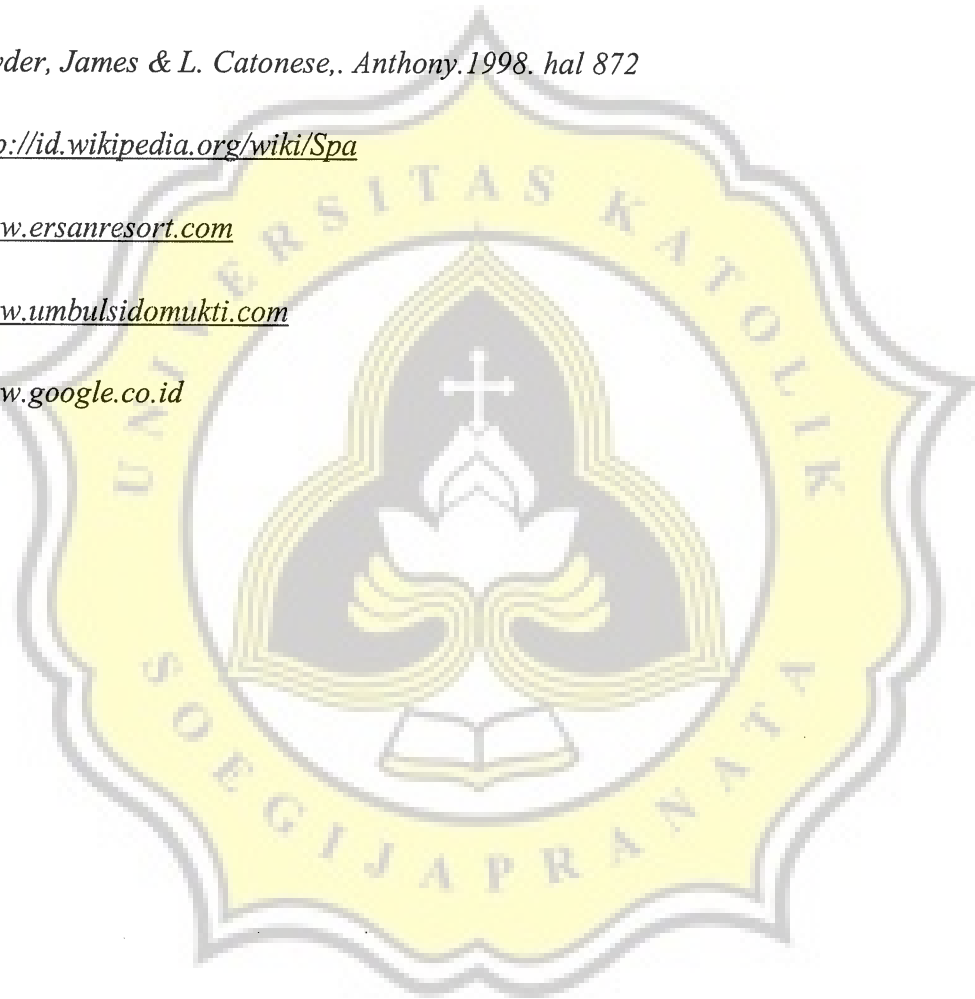 yder, James & L. Catonese,. Anthony.1998. hal 872
p://id.wikipedia.org/wiki/Spa
w.ersanresort.com
w.umbulsidomukti.com
w.google.co.id
UNIVERSITAS KATOLIK
SOEGIJAPRANATA